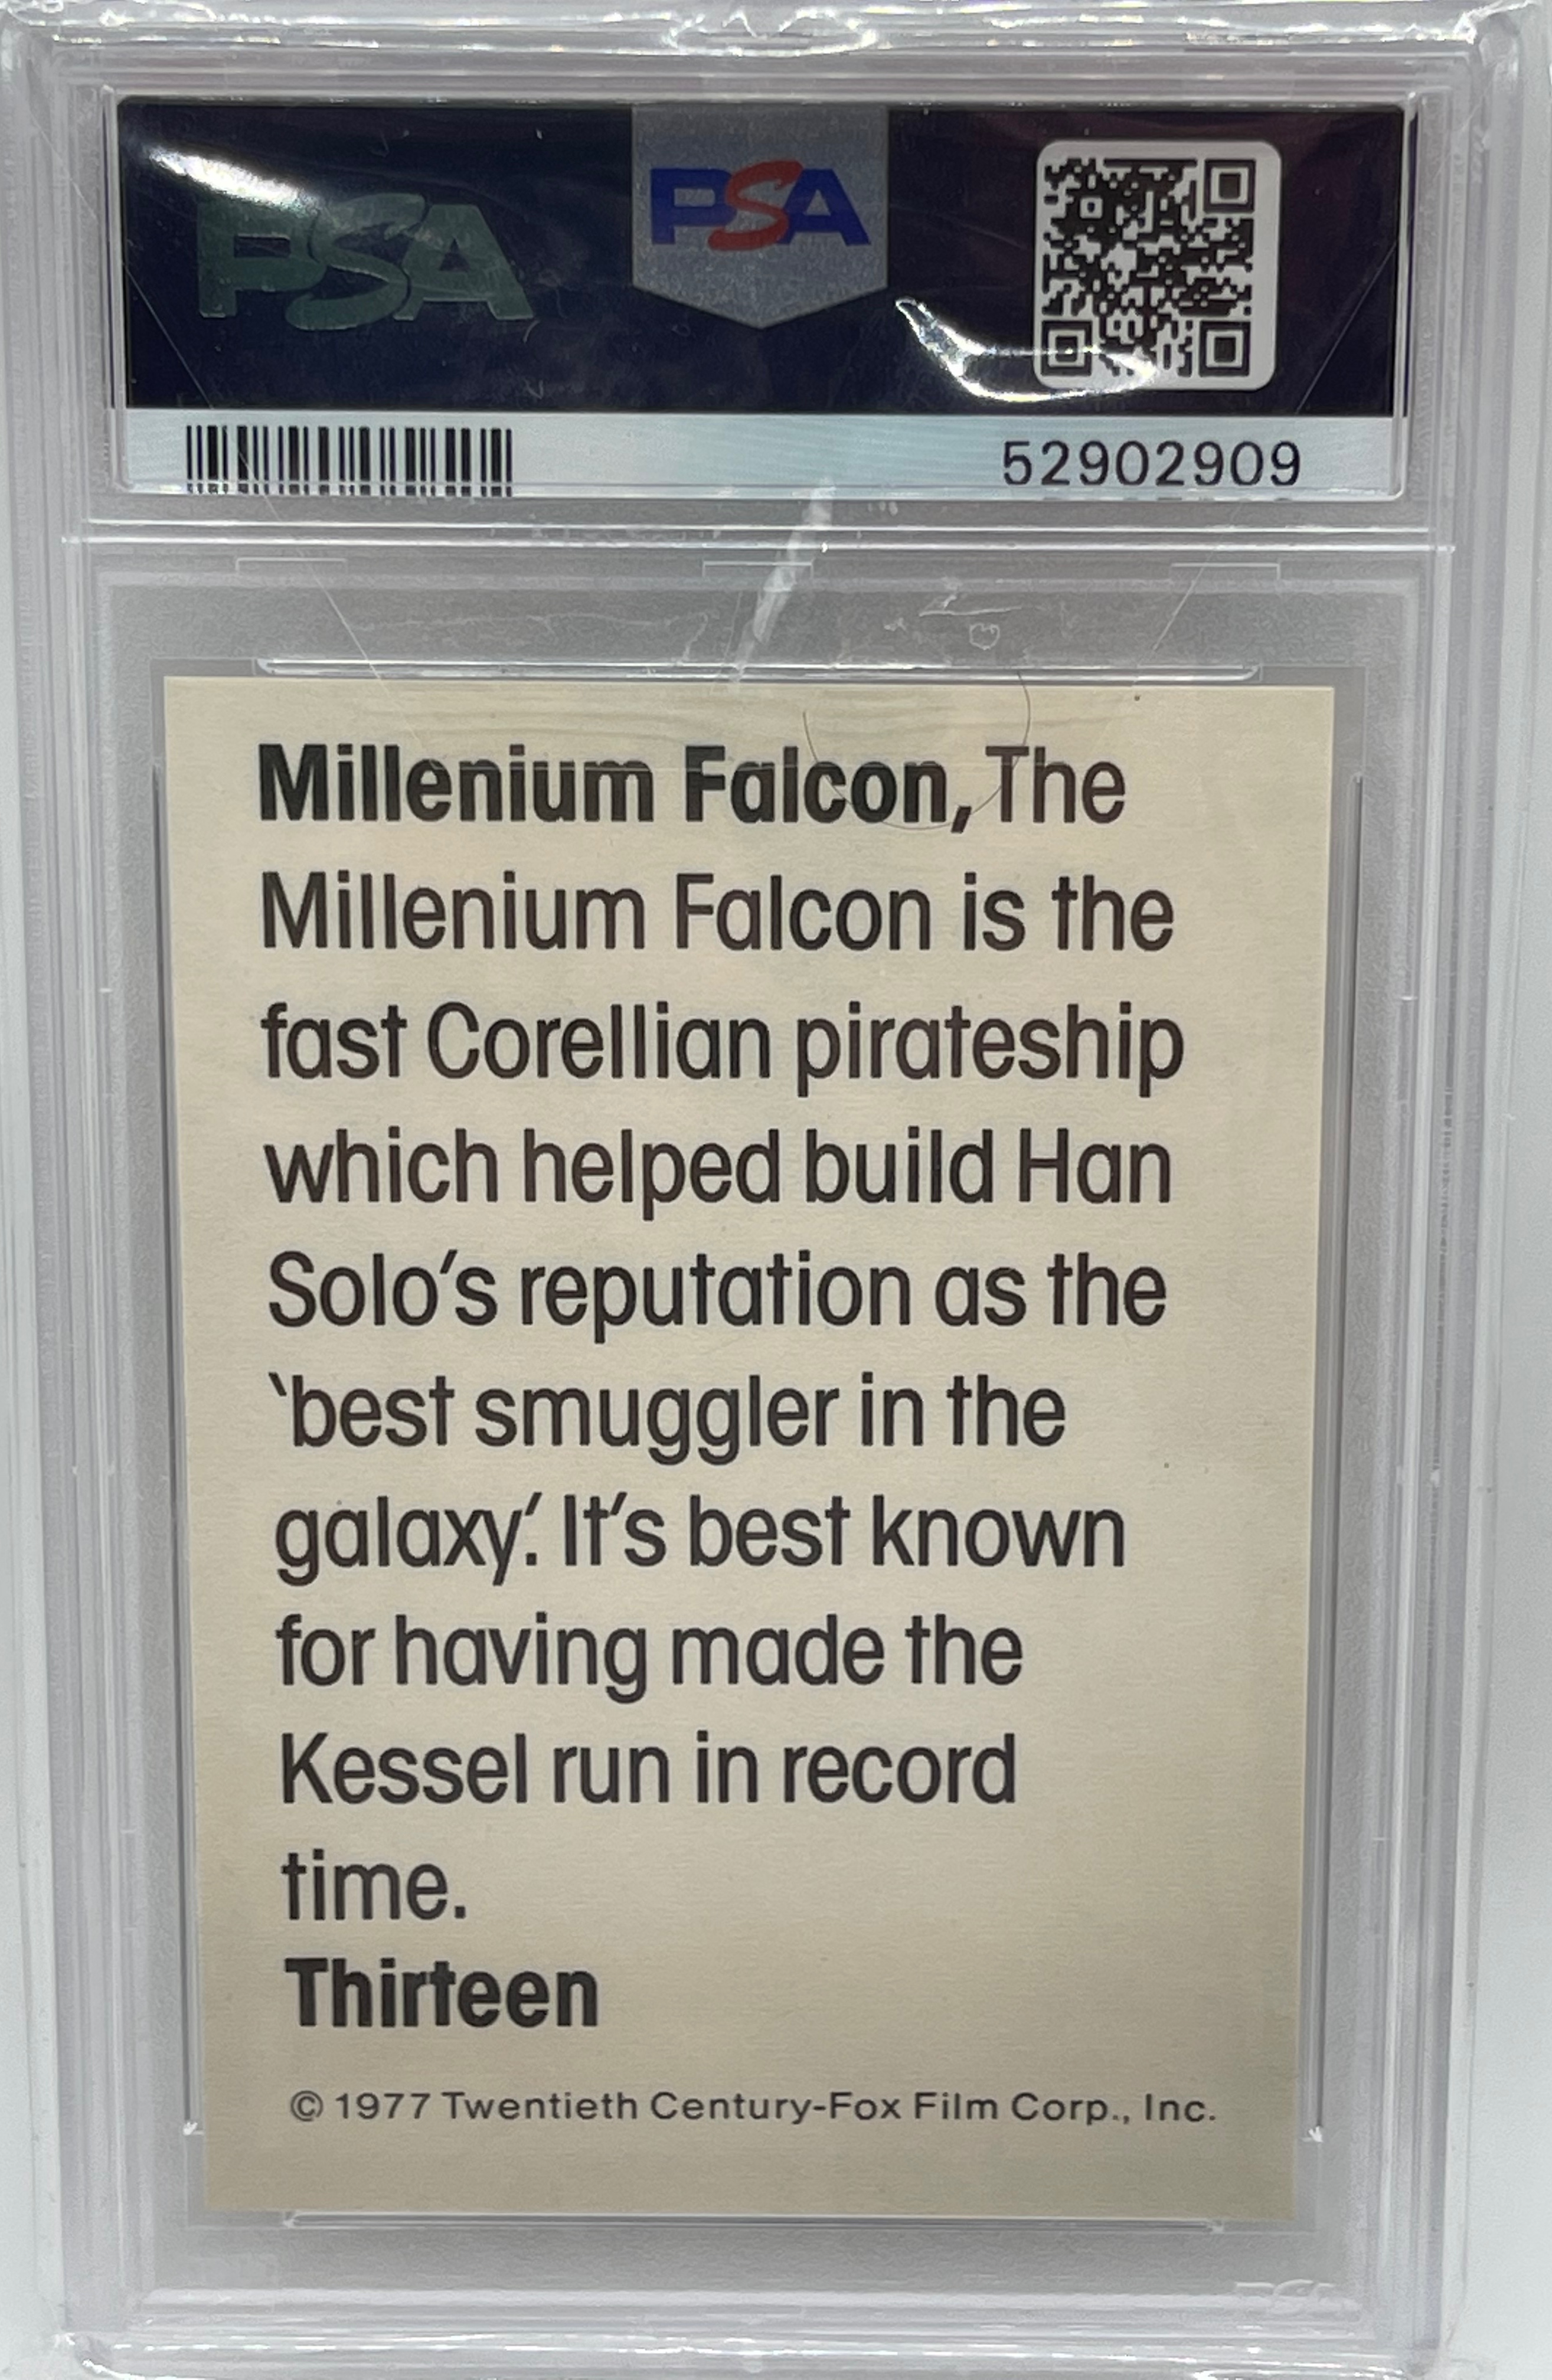 PSA
PSA
52902909
Millenium Falcon, The
Millenium Falcon is the
fast Corellian pirateship
which helped build Han
Solo's reputation as the
‘best smuggler in the
galaxy.’ It's best known
for having made the
Kessel run in record
time.
Thirteen
© 1977 Twentieth Century-Fox Film Corp., Inc.